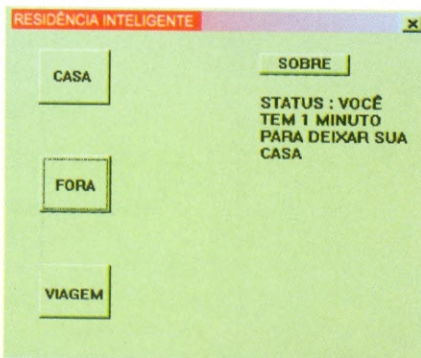 RESIDÊNCIA INTELIGENTE
CASA
SOBRE
STATUS : VOCÊ
TEM 1 MINUTO
PARA DEIXAR SUA
CASA
FORA
VIAGEM